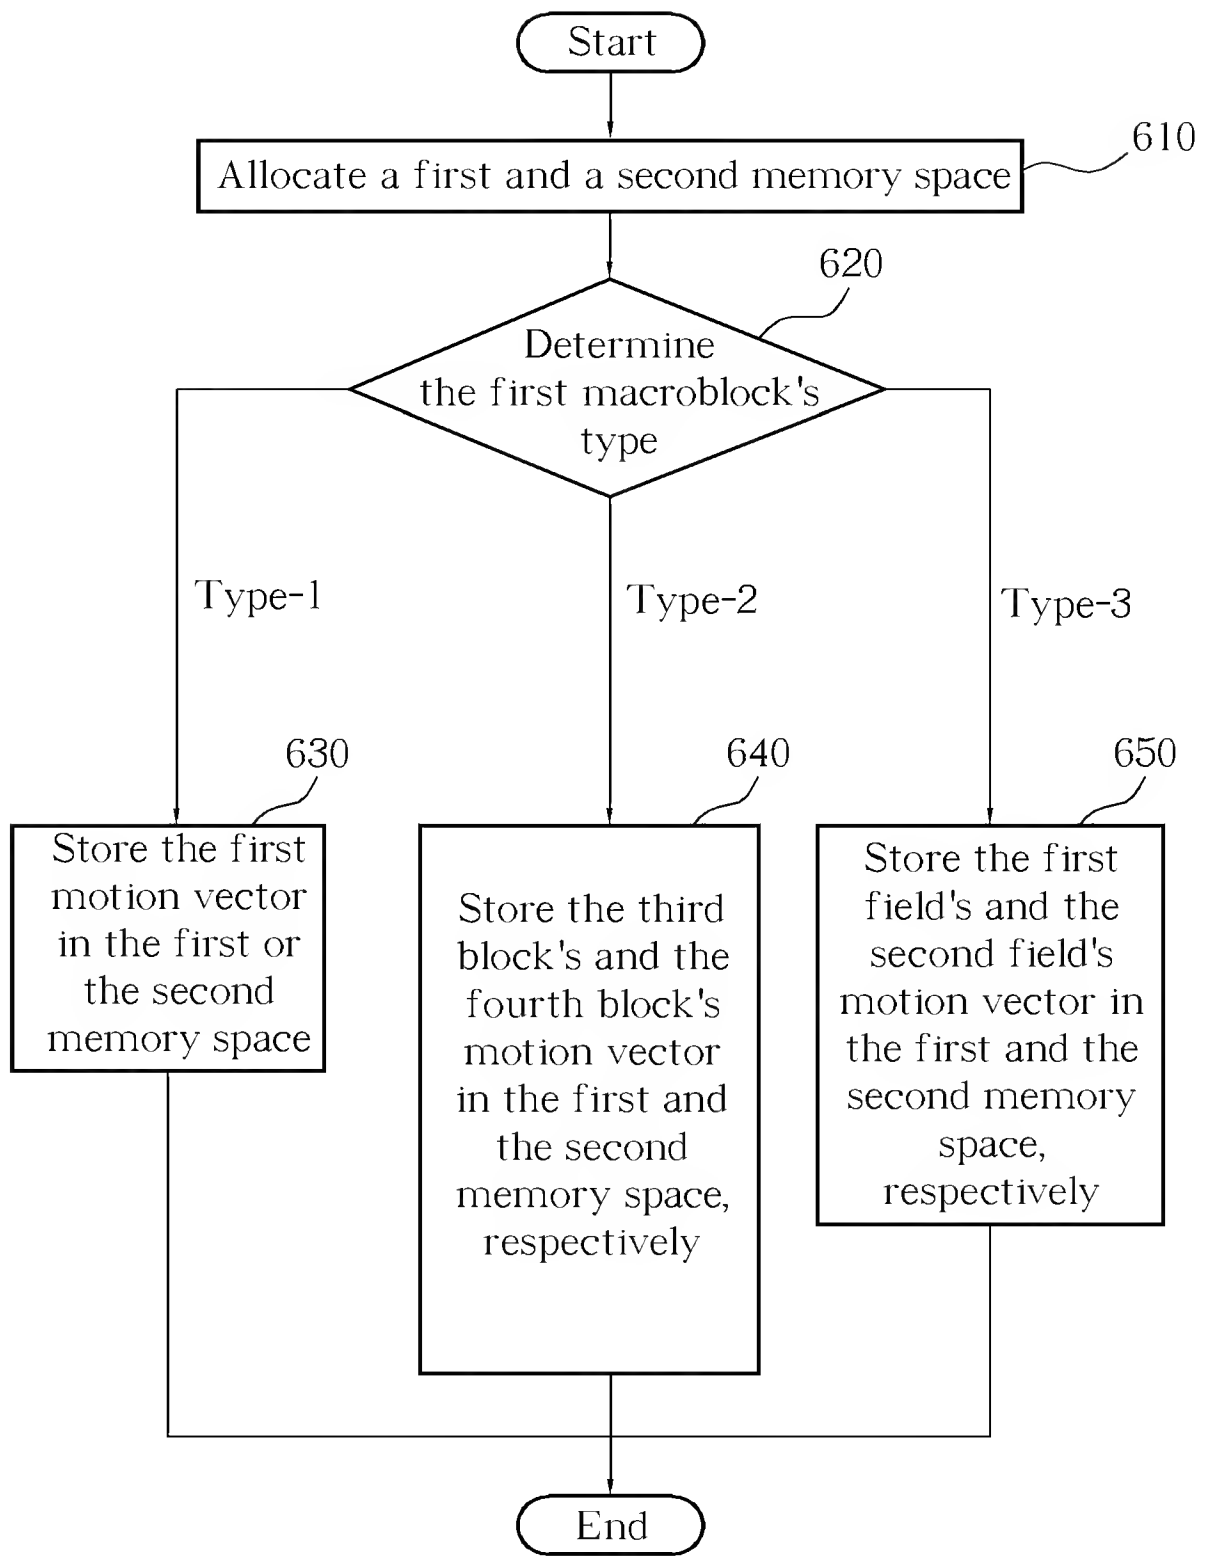 Start
610
Allocate a first and a second memory space
620
Determine
the first macroblock's
type
Type-1
Type-2
Type-3
630
Store the first
motion vector
in the first or
the second
memory space
640
Store the third
block's and the
fourth block's
motion vector
in the first and
the second
memory space,
respectively
650
Store the first
field's and the
second field's
motion vector in
the first and the
second memory
space,
respectively
End